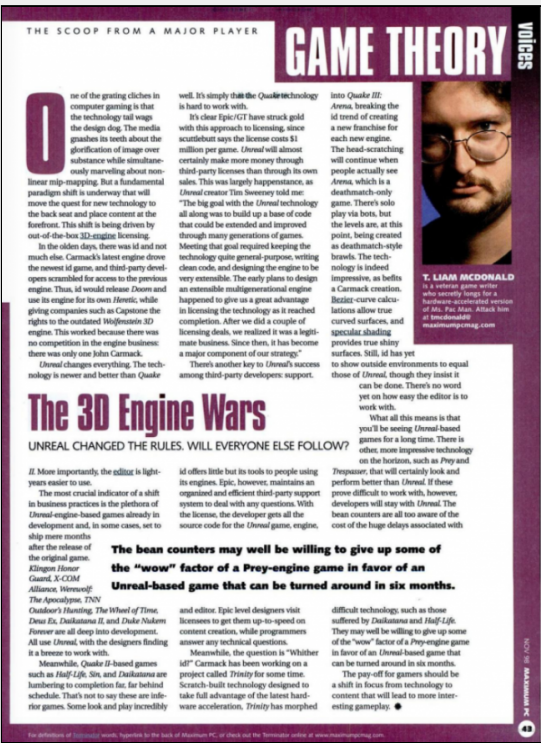 THE SCOOP FROM A MAJOR PLAYER
GAME THEORY
voices
One of the grating cliches in
computer gaming is that
the technology tail wags
the design dog. The media
gnashes its teeth about the
glorification of image over
substance while simultane-
ously marveling about non-
linear mip-mapping. But a fundamental
paradigm shift is underway that will
move the quest for new technology to
the back seat and place content at the
forefront. This shift is being driven by
out-of-the-box 3D-engine licensing.
In the olden days, there was id and not
much else. Carmack's latest engine drove
the newest id game, and third-party devel-
opers scrambled for access to the previous
engine. Thus, id would release Doom and
use its engine for its own Heretic, while
giving companies such as Capstone the
rights to the outdated Wolfenstein 3D
engine. This worked because there was
no competition in the engine business:
there was only one John Carmack.
Unreal changes everything. The tech-
nology is newer and better than Quake
II. More importantly, the editor is light-
years easier to use.
The most crucial indicator of a shift
in business practices is the plethora of
Unreal-engine-based games already in
development and, in some cases, set to
ship mere months
after the release of
the original game.
Klingon Honor
Guard, X-COM
Alliance, Werewolf:
The Apocalypse, TNN
Outdoor's Hunting, The Wheel of Time,
Deus Ex, Daikatana II, and Duke Nukem
Forever are all deep into development.
All use Unreal, with the designers finding
it a breeze to work with.
Meanwhile, Quake II-based games
such as Half-Life, Sin, and Daikatana are
lumbering to completion far, far behind
schedule. That's not to say these are infe-
rior games. Some look and play incredibly
well. It's simply that the Quake technology
is hard to work with.
It's clear Epic/GT have struck gold
with this approach to licensing, since
scuttlebutt says the license costs $1
million per game. Unreal will almost
certainly make more money through
third-party licenses than through its own
sales. This was largely happenstance, as
Unreal creator Tim Sweeney told me:
"The big goal with the Unreal technology
all along was to build up a base of code
that could be extended and improved
through many generations of games.
Meeting that goal required keeping the
technology quite general-purpose, writing
clean code, and designing the engine to be
very extensible. The early plans to design
an extensible multigenerational engine
happened to give us a great advantage
in licensing the technology as it reached
completion. After we did a couple of
licensing deals, we realized it was a legiti-
mate business. Since then, it has become
a major component of our strategy."
There's another key to Unreal's success
among third-party developers: support.
id offers little but its tools to people using
its engines. Epic, however, maintains an
organized and efficient third-party support
system to deal with any questions. With
the license, the developer gets all the
source code for the Unreal game, engine,
and editor. Epic level designers visit
licensees to get them up-to-speed on
content creation, while programmers
answer any technical questions.
Meanwhile, the question is "Whither
id?" Carmack has been working on a
project called Trinity for some time.
Scratch-built technology designed to
take full advantage of the latest hard-
ware acceleration, Trinity has morphed
into Quake III:
Arena, breaking the
id trend of creating
a new franchise for
each new engine.
The head-scratching
will continue when
people actually see
Arena, which is a
deathmatch-only
game. There's solo
play via bots, but
the levels are, at this
point, being created
as deathmatch-style
brawls. The tech-
nology is indeed
impressive, as befits
a Carmack creation.
Bezier-curve calcu-
lations allow true
curved surfaces, and
specular shading
provides true shiny
surfaces. Still, id has yet
to show outside environments to equal
those of Unreal, though they insist it
can be done. There's no word
yet on how easy the editor is to
work with.
What all this means is that
you'll be seeing Unreal-based
games for a long time. There is
other, more impressive technology
on the horizon, such as Prey and
Trespasser, that will certainly look and
perform better than Unreal. If these
prove difficult to work with, however,
developers will stay with Unreal. The
bean counters are all too aware of the
cost of the huge delays associated with
difficult technology, such as those
suffered by Daikatana and Half-Life.
They may well be willing to give up some
of the "wow" factor of a Prey-engine game
in favor of an Unreal-based game that
can be turned around in six months.
The pay-off for gamers should be
a shift in focus from technology to
content that will lead to more inter-
esting gameplay.
T. LIAM MCDONALD
is a veteran game writer
who secretly longs for a
hardware-accelerated version
of Ms. Pac Man. Attack him
at tmcdonald@
maximumpcmag.com
The 3D Engine Wars
UNREAL CHANGED THE RULES. WILL EVERYONE ELSE FOLLOW?
The bean counters may well be willing to give up some of
the "wow" factor of a Prey-engine game in favor of an
Unreal-based game that can be turned around in six months.
NOV 98 MAXIMUM PC
43
For definitions of Terminator words, hyperlink to the back of Maximum PC, or check out the Terminator online at www.maximumpcmag.com.